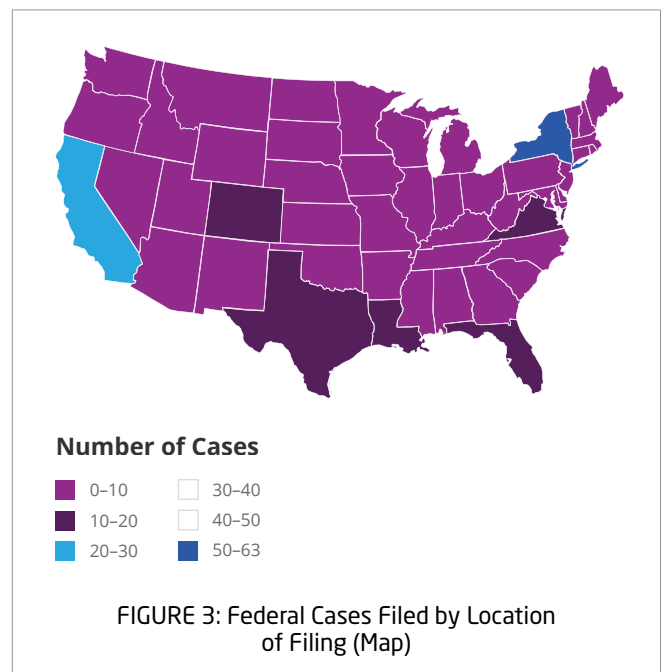 Number of Cases
0–10
10–20
20–30
30–40
40–50
50–63
FIGURE 3: Federal Cases Filed by Location
of Filing (Map)